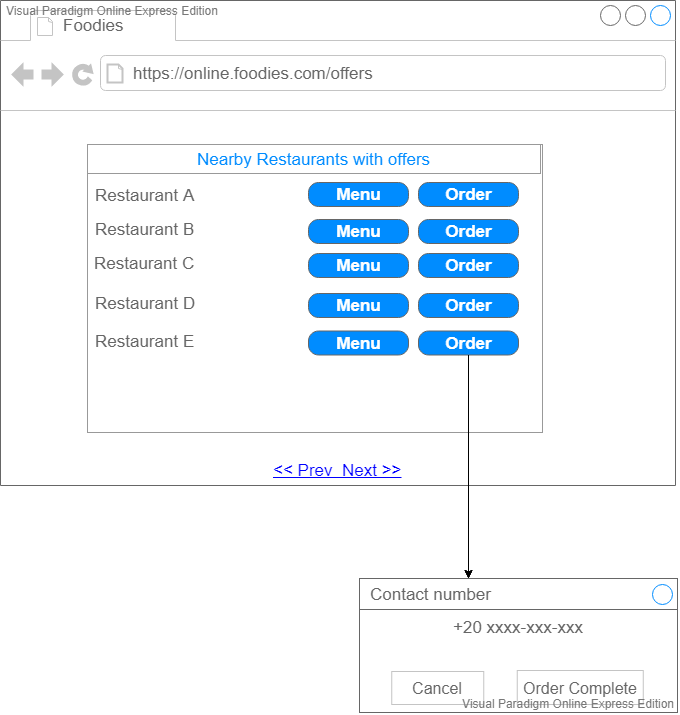 Visual Paradigm Online Express Edition
Foodies
https://online.foodies.com/offers
Nearby Restaurants with offers
Restaurant A Menu Order
Restaurant B Menu Order
Restaurant C Menu Order
Restaurant D Menu Order
Restaurant E Menu Order
<< Prev Next >>
Contact number
+20 xxxx-xxx-xxx
Cancel Order Complete
Visual Paradigm Online Express Edition